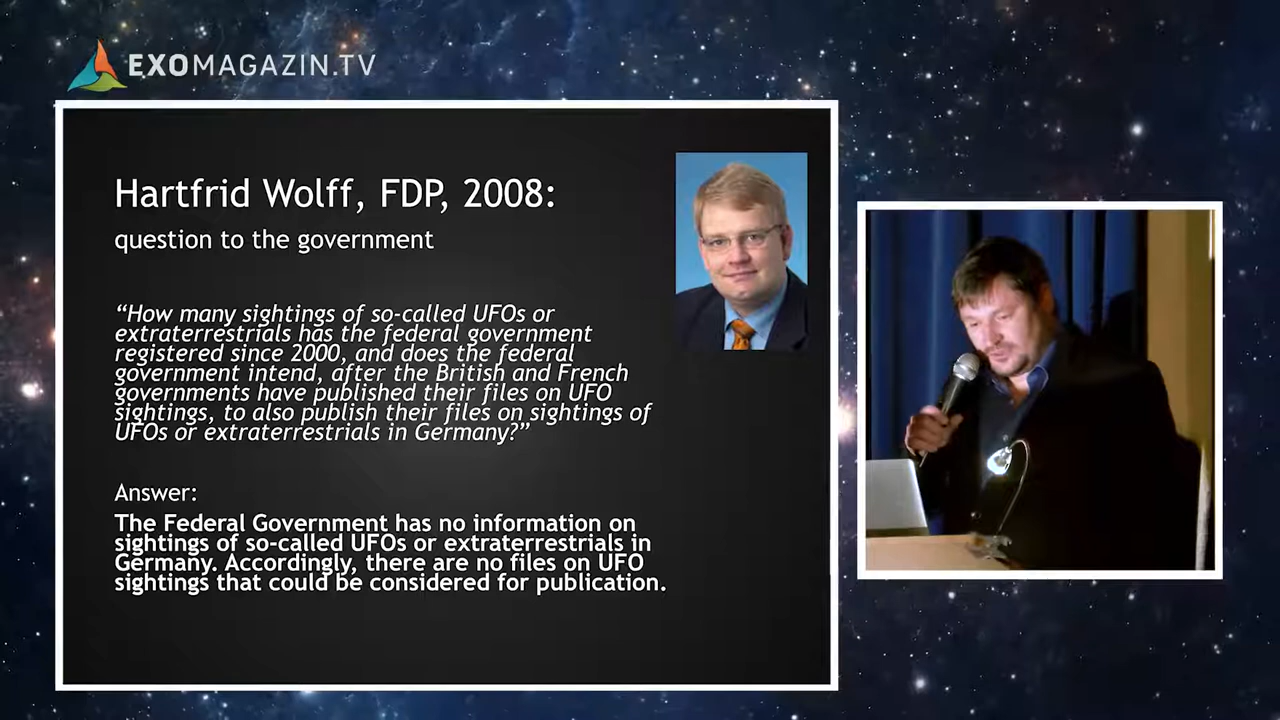 EXOMAGAZIN.TV
Hartfrid Wolff, FDP, 2008:
question to the government
“How many sightings of so-called UFOs or
extraterrestrials has the federal government
registered since 2000, and does the federal
government intend, after the British and French
governments have published their files on UFO
sightings, to also publish their files on sightings of
UFOs or extraterrestrials in Germany?”
Answer:
The Federal Government has no information on
sightings of so-called UFOs or extraterrestrials in
Germany. Accordingly, there are no files on UFO
sightings that could be considered for publication.